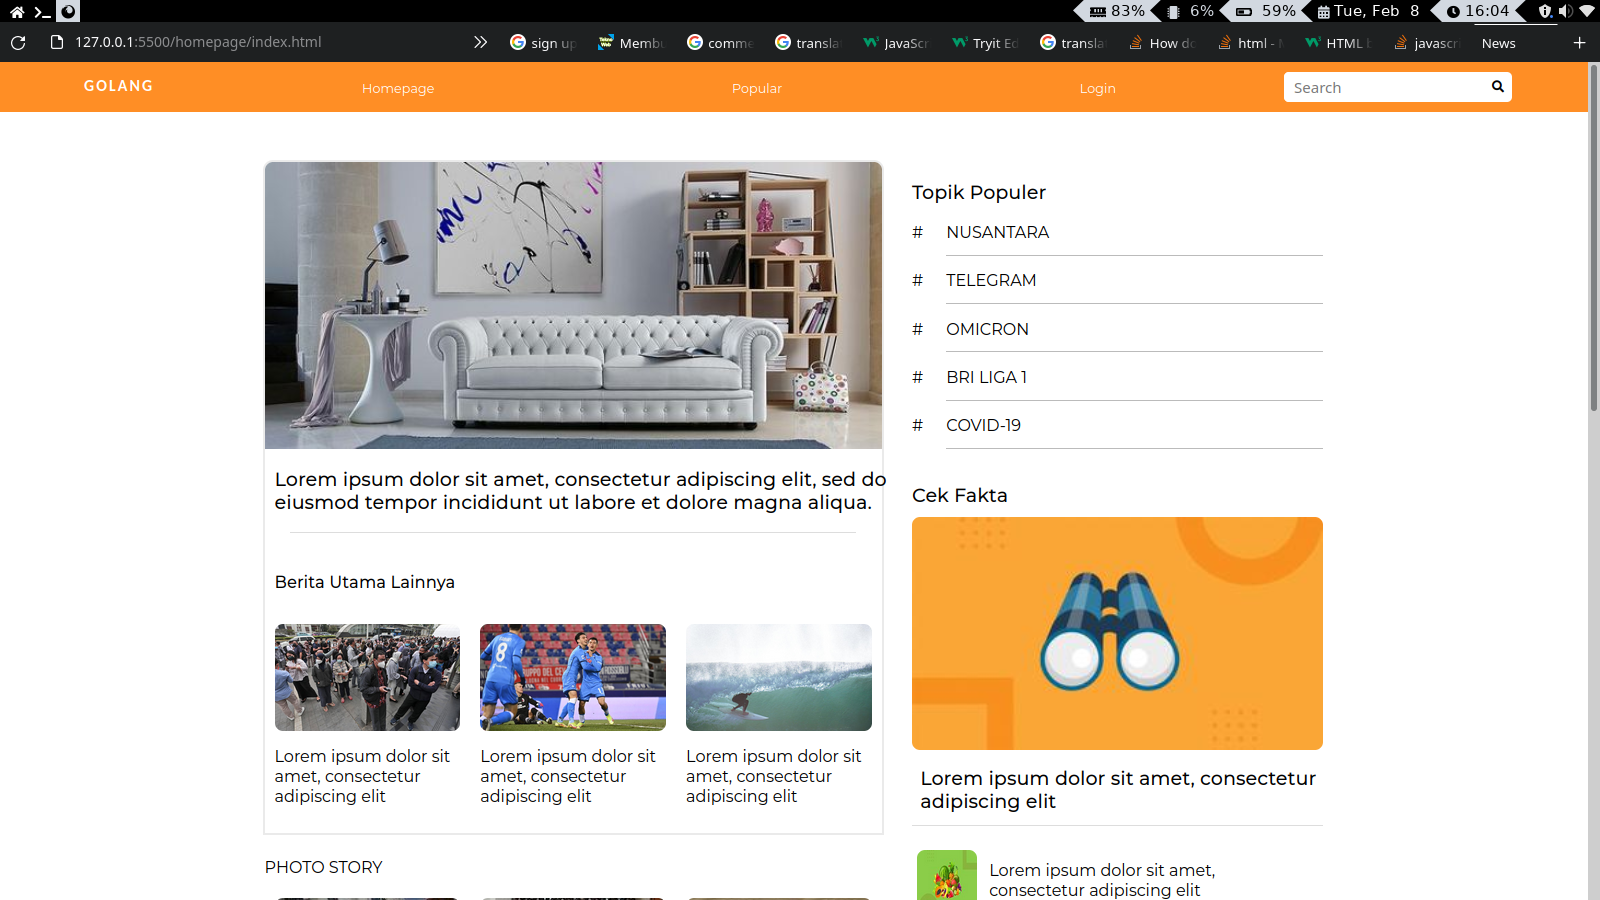 83% 6% 59% Tue, Feb 8 16:04
127.0.0.1:5500/homepage/index.html sign up Membu comme transla JavaSc Tryit Ed transla How do html - HTML javascr News
GOLANG Homepage Popular Login Search
Lorem ipsum dolor sit amet, consectetur adipiscing elit, sed do
eiusmod tempor incididunt ut labore et dolore magna aliqua.
Berita Utama Lainnya
8
Lorem ipsum dolor sit
amet, consectetur
adipiscing elit
Lorem ipsum dolor sit
amet, consectetur
adipiscing elit
Lorem ipsum dolor sit
amet, consectetur
adipiscing elit
PHOTO STORY
Topik Populer
# NUSANTARA
# TELEGRAM
# OMICRON
# BRI LIGA 1
# COVID-19
Cek Fakta
Lorem ipsum dolor sit amet, consectetur
adipiscing elit
Lorem ipsum dolor sit amet,
consectetur adipiscing elit